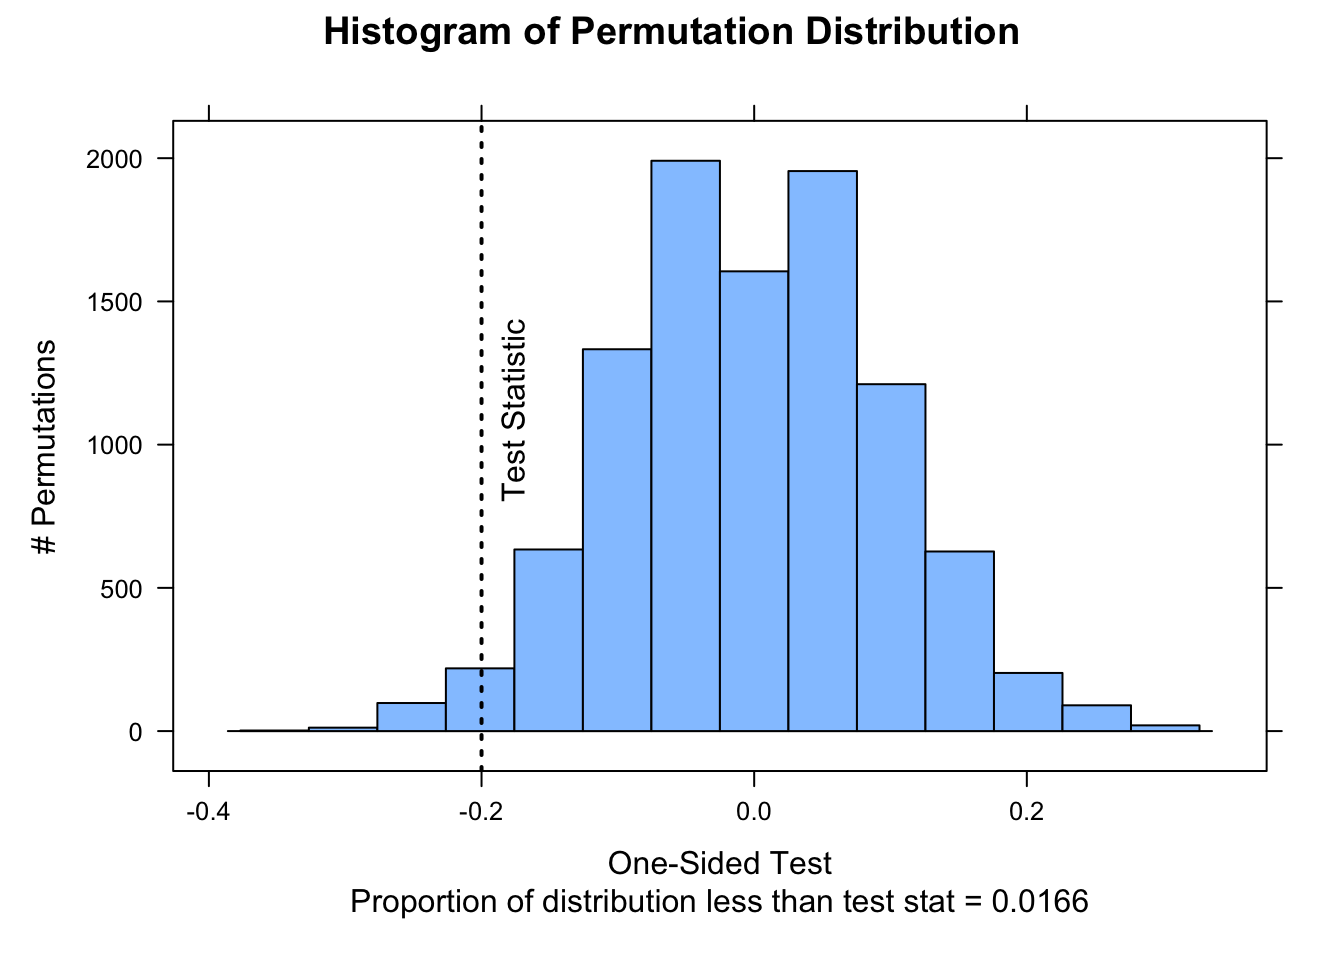 Histogram of Permutation Distribution
2000
1500
1000
500
0
# Permutations
Test Statistic
-0.4
-0.2
0.0
0.2
One-Sided Test
Proportion of distribution less than test stat = 0.0166